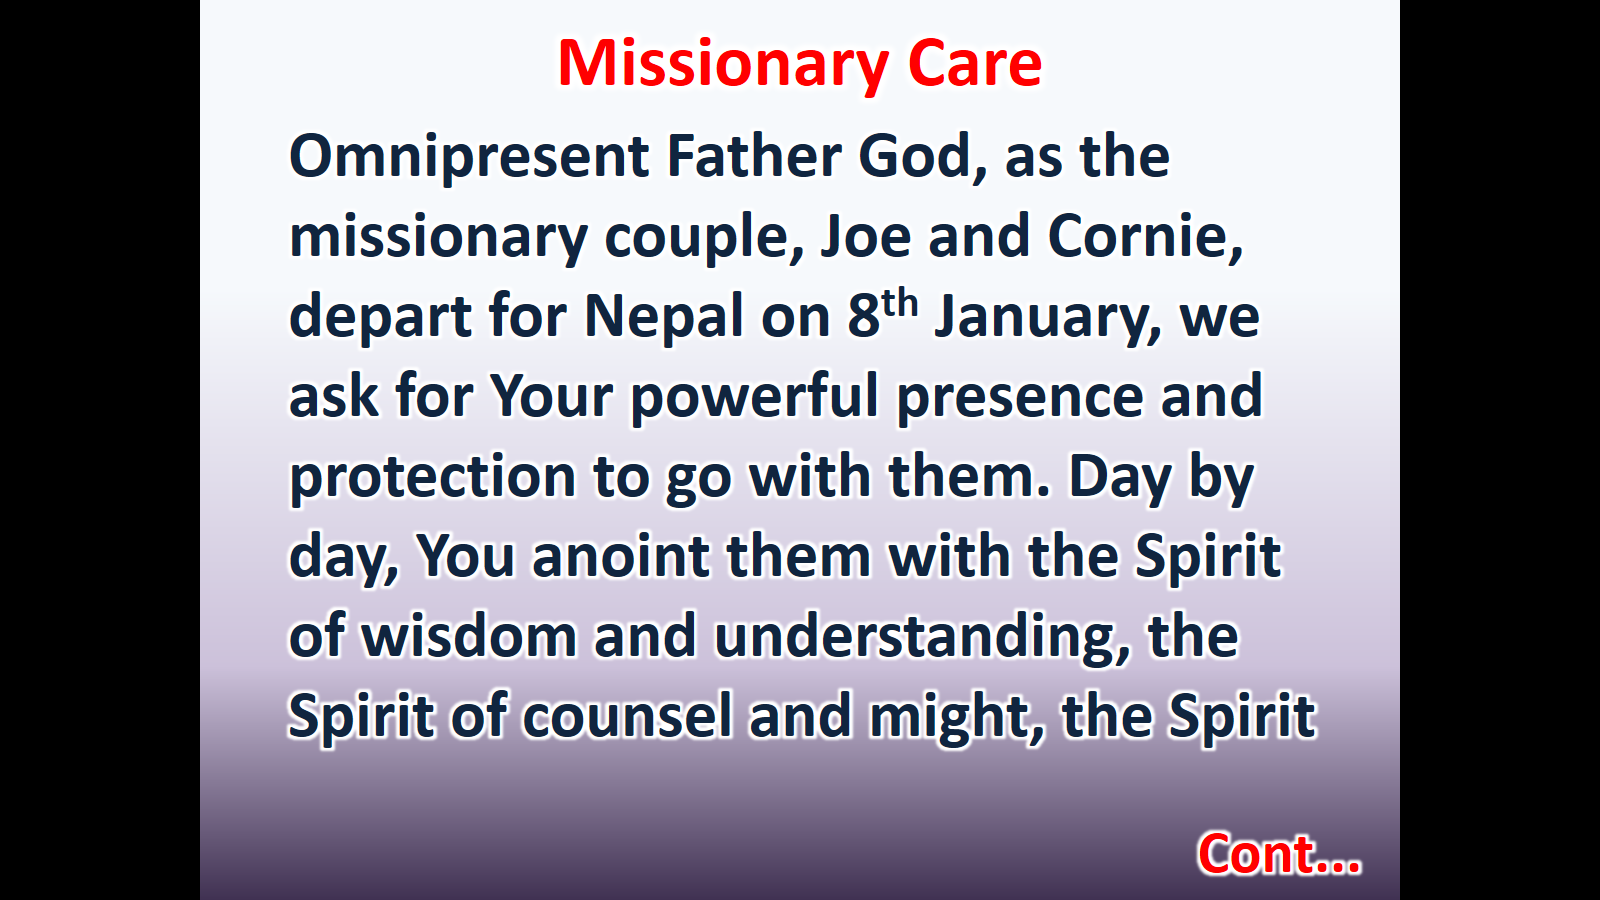 Missionary Care
Omnipresent Father God, as the
missionary couple, Joe and Cornie,
depart for Nepal on 8th January, we
ask for Your powerful presence and
protection to go with them. Day by
day, You anoint them with the Spirit
of wisdom and understanding, the
Spirit of counsel and might, the Spirit
Cont...